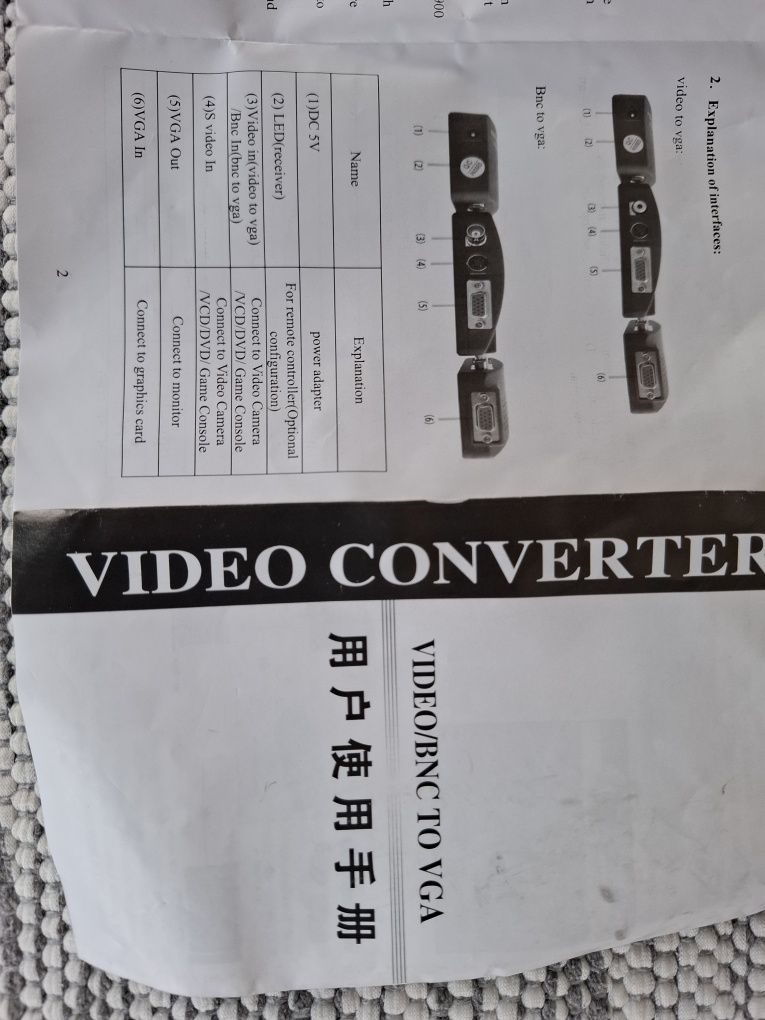 2. Explanation of interfaces:
video to vga:
(1) (2) (3) (4) (5) (6)
Bnc to vga:
(1) (2) (3) (4) (5) (6)
Name Explanation
(1)DC 5V power adapter
(2) LED(receiver) For remote controller(Optional
configuration)
(3)Video in(video to vga) Connect to Video Camera
/Bnc In(bnc to vga) /VCD/DVD/ Game Console
(4)S video In Connect to Video Camera
/VCD/DVD/ Game Console
(5)VGA Out Connect to monitor
(6)VGA In Connect to graphics card
2
VIDEO CONVERTER
VIDEO/BNC TO VGA
用户使用手册
900